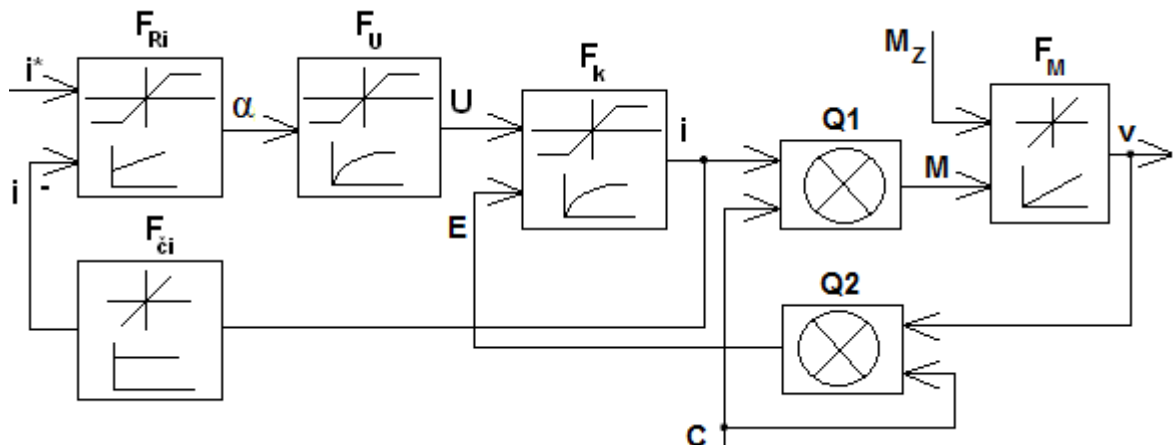 F_Ri
F_U
F_k
M_Z
F_M
i*
α
U
i
Q1
v
i
-
M
F_či
E
Q2
C